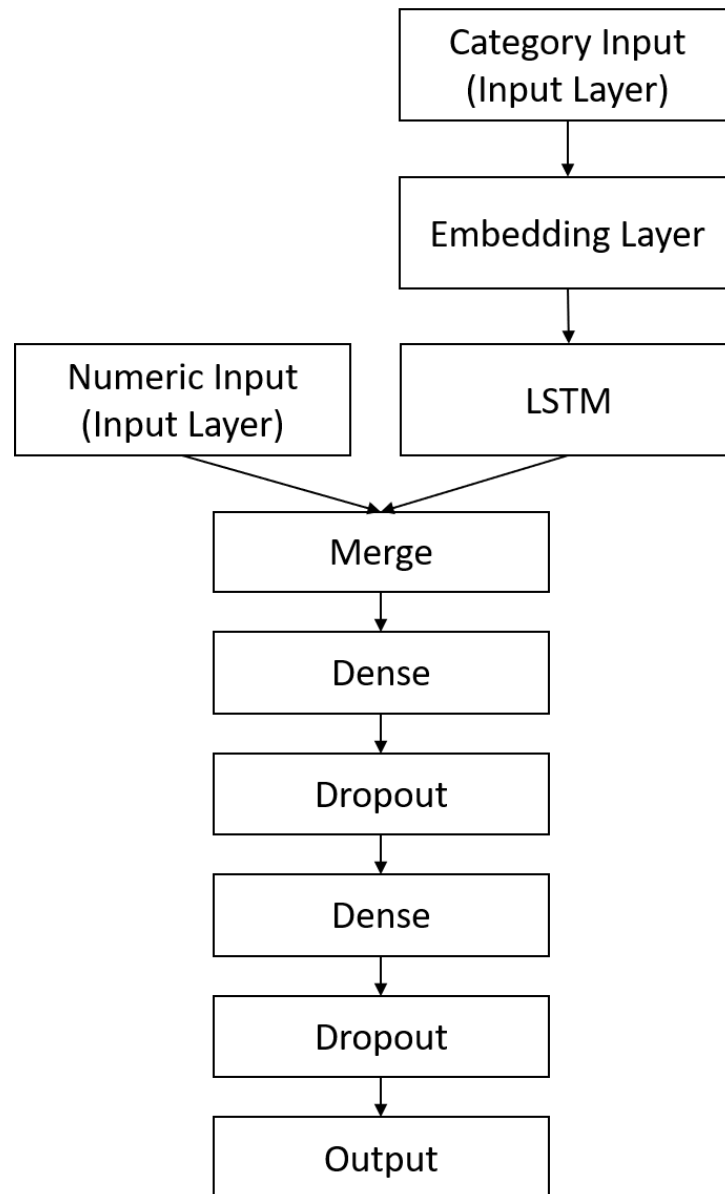 Category Input
(Input Layer)
Embedding Layer
Numeric Input
(Input Layer)
LSTM
Merge
Dense
Dropout
Dense
Dropout
Output